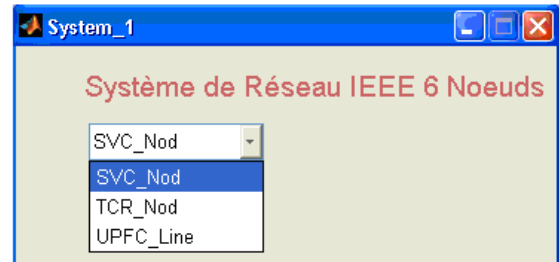 System_1
Système de Réseau IEEE 6 Noeuds
SVC_Nod
SVC_Nod
TCR_Nod
UPFC_Line